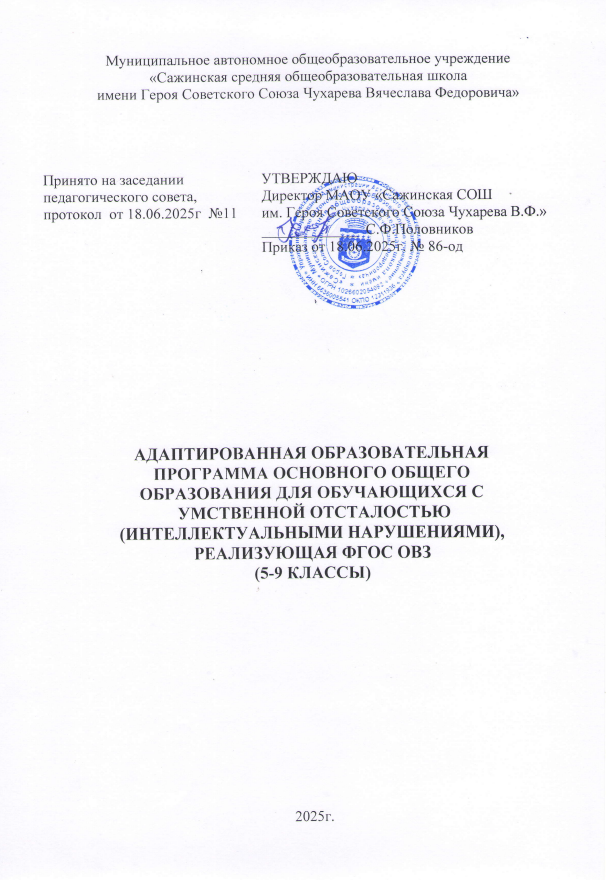 Муниципальное автономное общеобразовательное учреждение
«Сажинская средняя общеобразовательная школа
имени Героя Советского Союза Чухарева Вячеслава Федоровича»
Принято на заседании
педагогического совета,
протокол от 18.06.2025г №11
УТВЕРЖДАЮ
Директор МАОУ «Сажинская СОШ
им. Героя Советского Союза Чухарева В.Ф.»
С.Ф.Половников
Приказ от 18.06.2025г. № 86-од
АДАПТИРОВАННАЯ ОБРАЗОВАТЕЛЬНАЯ
ПРОГРАММА ОСНОВНОГО ОБЩЕГО
ОБРАЗОВАНИЯ ДЛЯ ОБУЧАЮЩИХСЯ С
УМСТВЕННОЙ ОТСТАЛОСТЬЮ
(ИНТЕЛЛЕКТУАЛЬНЫМИ НАРУШЕНИЯМИ),
РЕАЛИЗУЮЩАЯ ФГОС ОВЗ
(5-9 КЛАССЫ)
2025г.